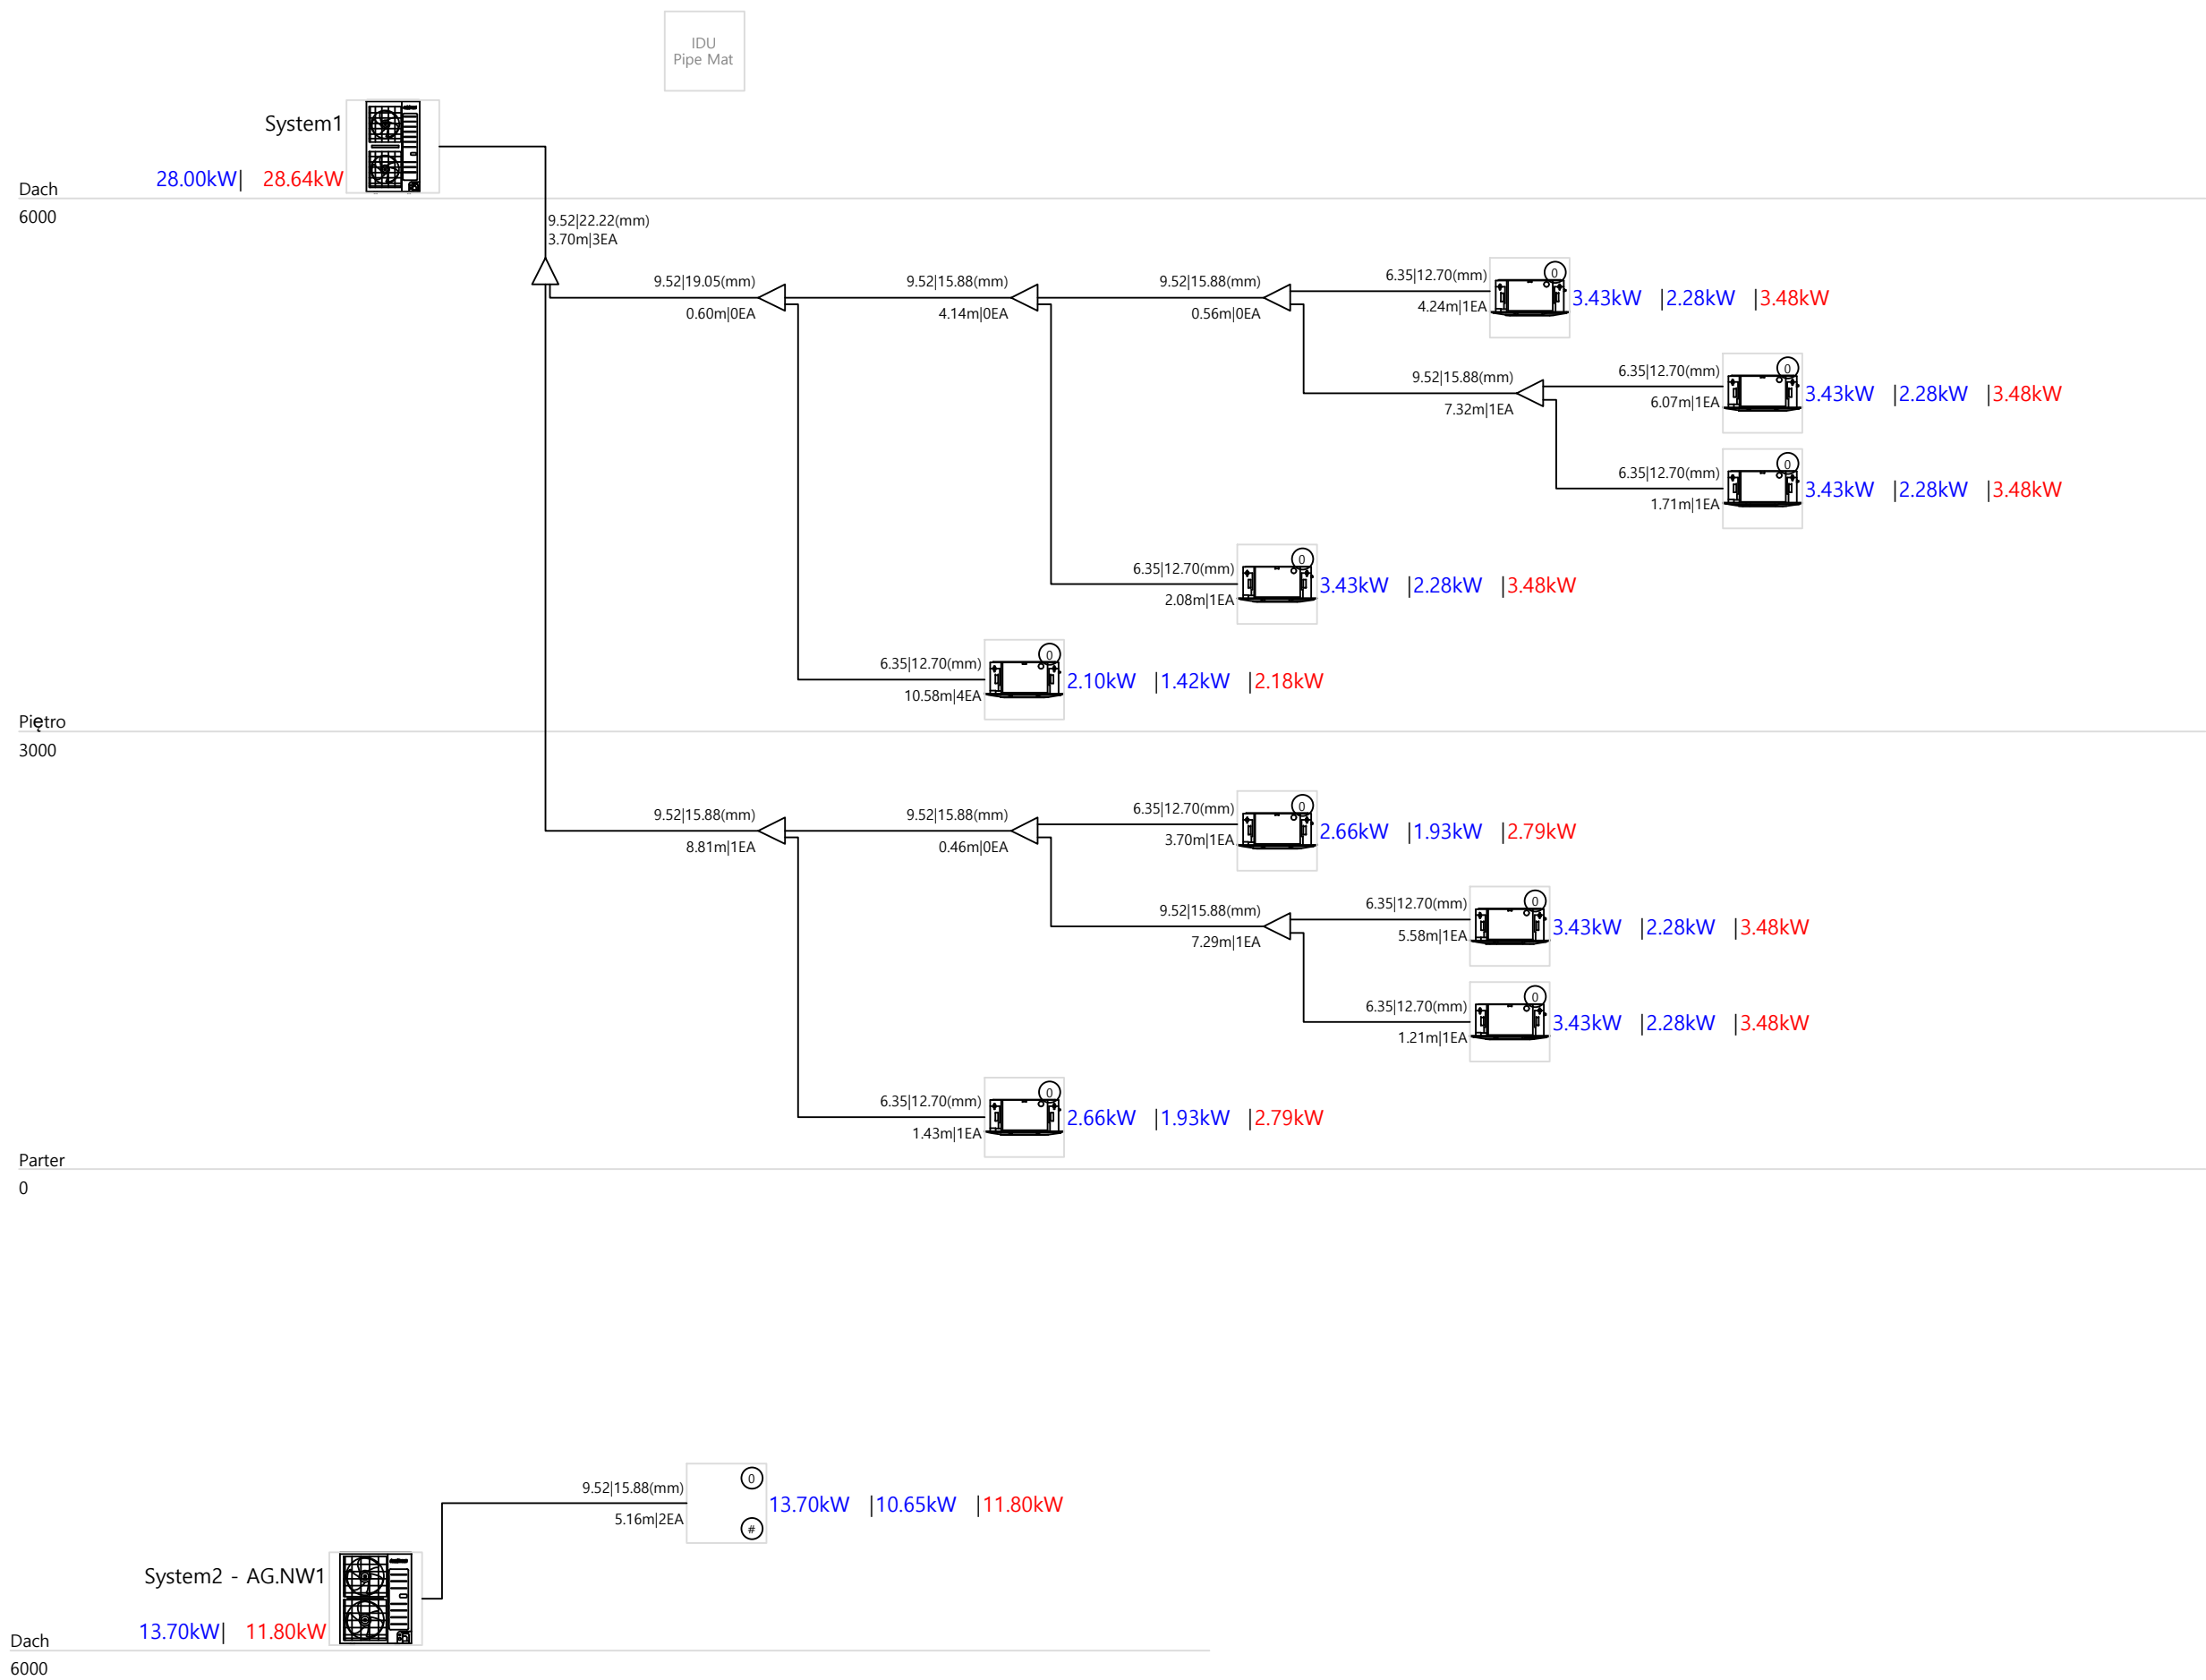 IDU
Pipe Mat
System1
28.00kW| 28.64kW
Dach
6000
9.52|22.22(mm)
3.70m|3EA
9.52|19.05(mm)
0.60m|0EA
9.52|15.88(mm)
4.14m|0EA
9.52|15.88(mm)
0.56m|0EA
6.35|12.70(mm)
4.24m|1EA
0
3.43kW |2.28kW |3.48kW
9.52|15.88(mm)
7.32m|1EA
6.35|12.70(mm)
6.07m|1EA
0
3.43kW |2.28kW |3.48kW
6.35|12.70(mm)
1.71m|1EA
0
3.43kW |2.28kW |3.48kW
6.35|12.70(mm)
2.08m|1EA
0
3.43kW |2.28kW |3.48kW
6.35|12.70(mm)
10.58m|4EA
0
2.10kW |1.42kW |2.18kW
Piętro
3000
9.52|15.88(mm)
8.81m|1EA
9.52|15.88(mm)
0.46m|0EA
6.35|12.70(mm)
3.70m|1EA
0
2.66kW |1.93kW |2.79kW
9.52|15.88(mm)
7.29m|1EA
6.35|12.70(mm)
5.58m|1EA
0
3.43kW |2.28kW |3.48kW
6.35|12.70(mm)
1.21m|1EA
0
3.43kW |2.28kW |3.48kW
6.35|12.70(mm)
1.43m|1EA
0
2.66kW |1.93kW |2.79kW
Parter
0
9.52|15.88(mm)
5.16m|2EA
0
#
13.70kW |10.65kW |11.80kW
System2 - AG.NW1
13.70kW| 11.80kW
Dach
6000